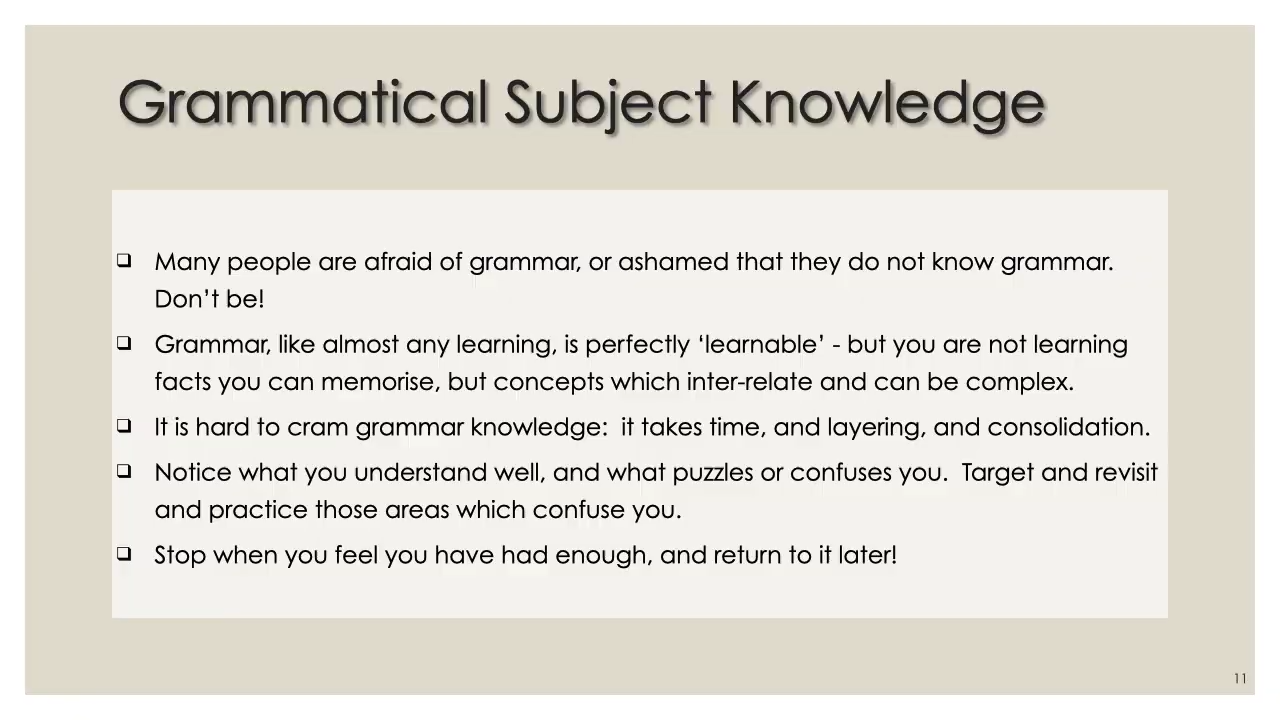 Grammatical Subject Knowledge
❑ Many people are afraid of grammar, or ashamed that they do not know grammar.
Don’t be!
❑ Grammar, like almost any learning, is perfectly ‘learnable’ - but you are not learning
facts you can memorise, but concepts which inter-relate and can be complex.
❑ It is hard to cram grammar knowledge:  it takes time, and layering, and consolidation.
❑ Notice what you understand well, and what puzzles or confuses you.  Target and revisit
and practice those areas which confuse you.
❑ Stop when you feel you have had enough, and return to it later!
11